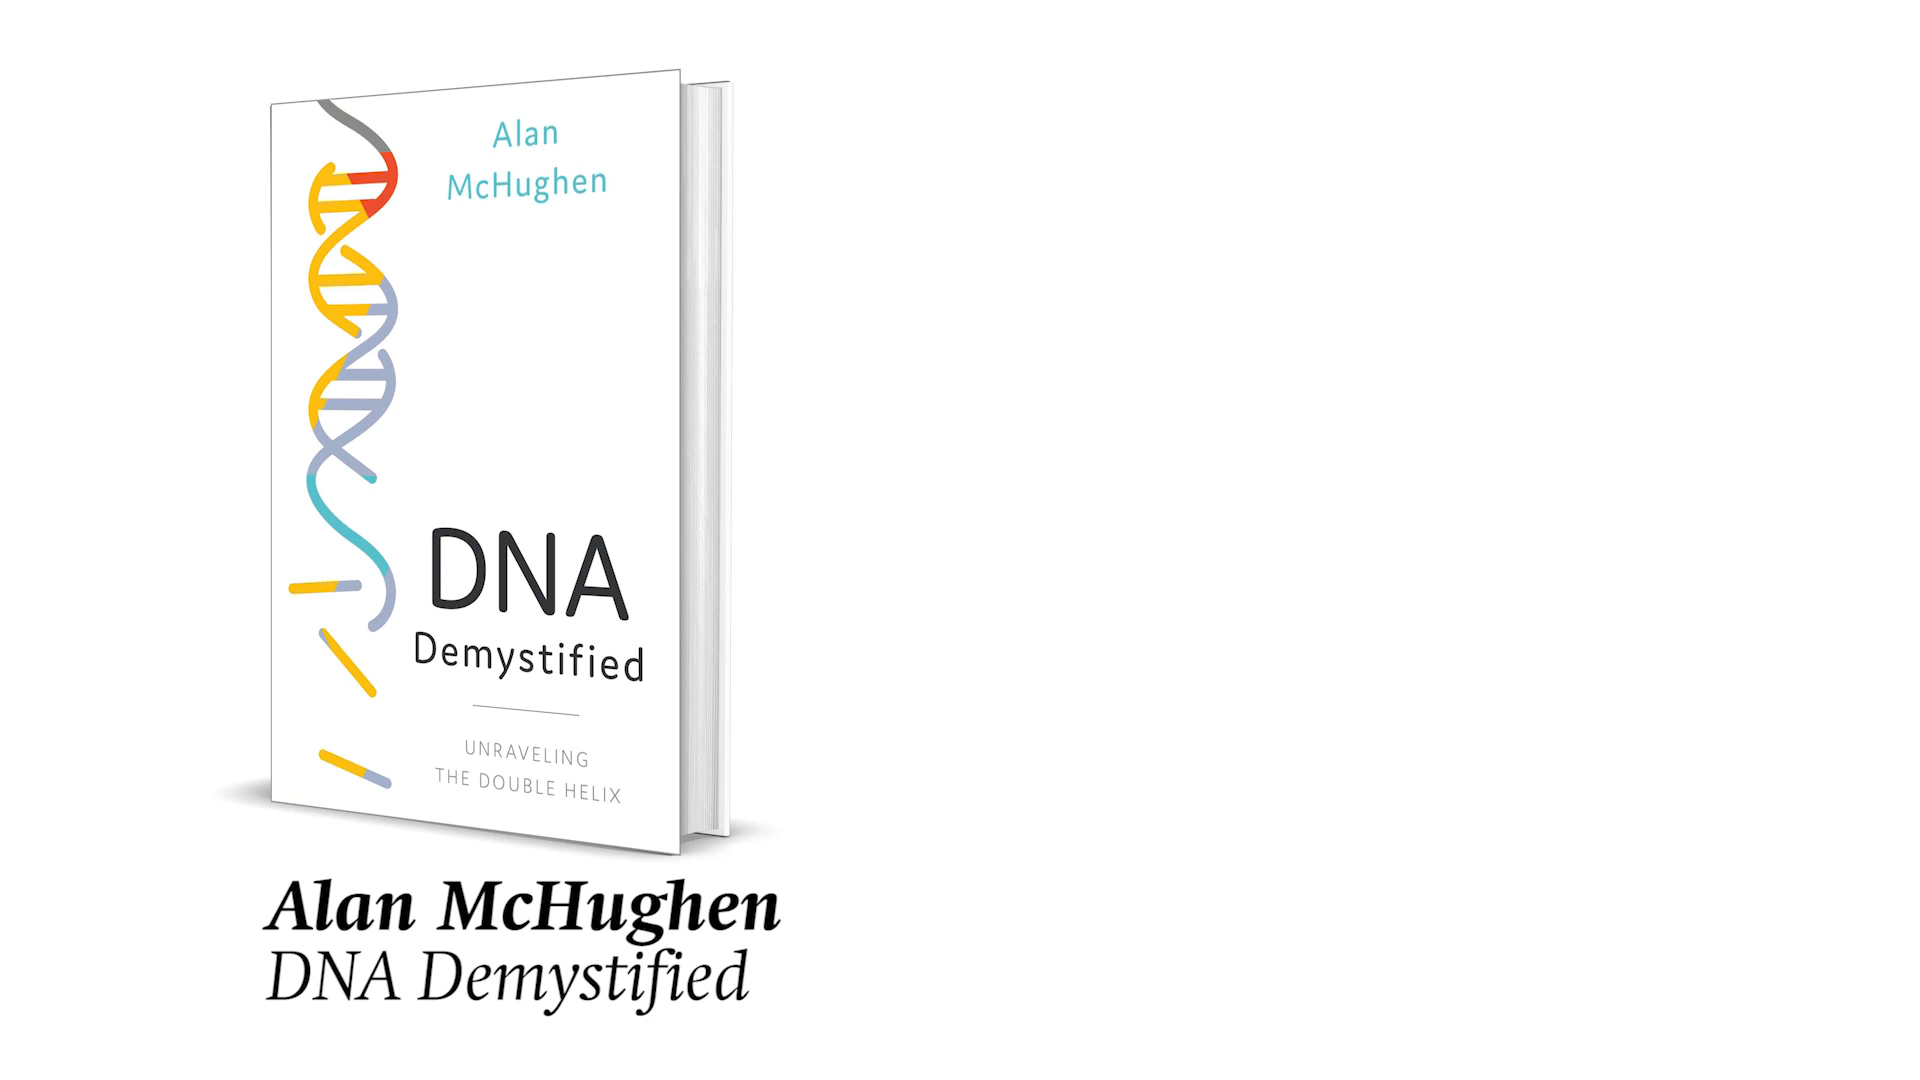 Alan
McHughen
DNA
Demystified
UNRAVELING
THE DOUBLE HELIX
Alan McHughen
DNA Demystified